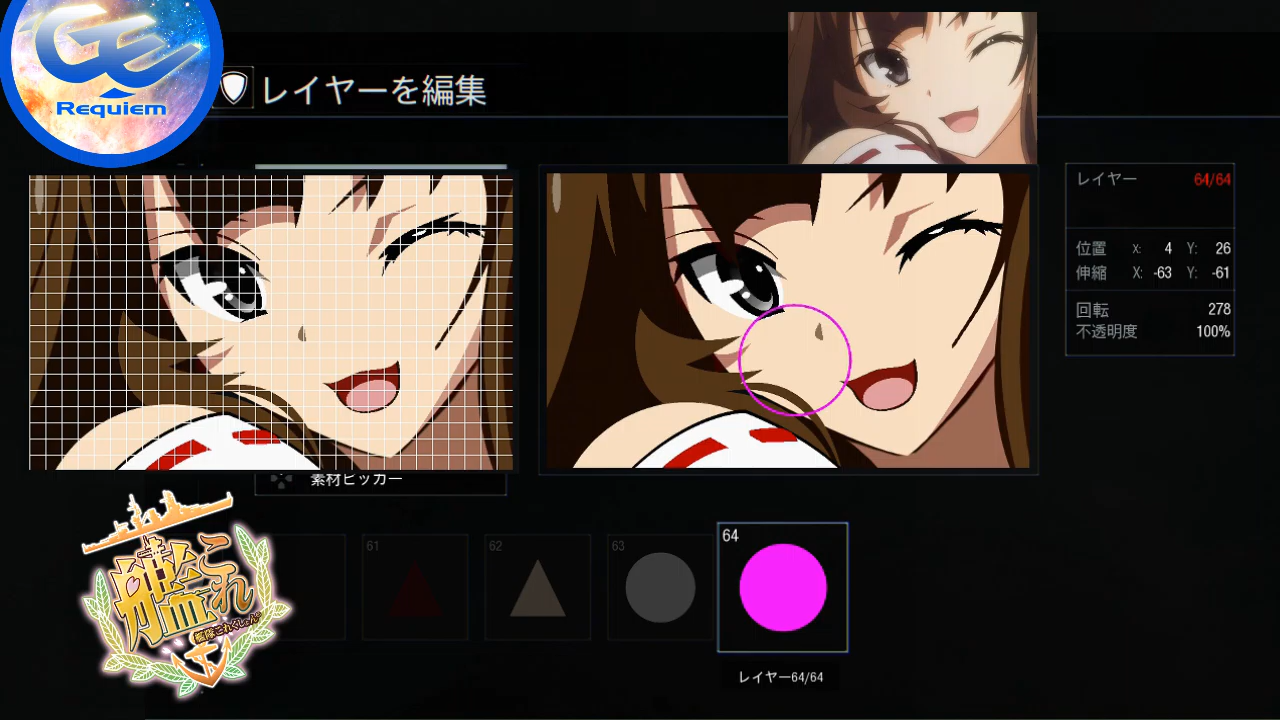 GE
Requiem
レイヤーを編集
レイヤー 64/64
位置 X: 4 Y: 26
伸縮 X: -63 Y: -61
回転 278
不透明度 100%
素材ピッカー
61
62
63
64
レイヤー64/64
艦これ
艦隊これくしょん